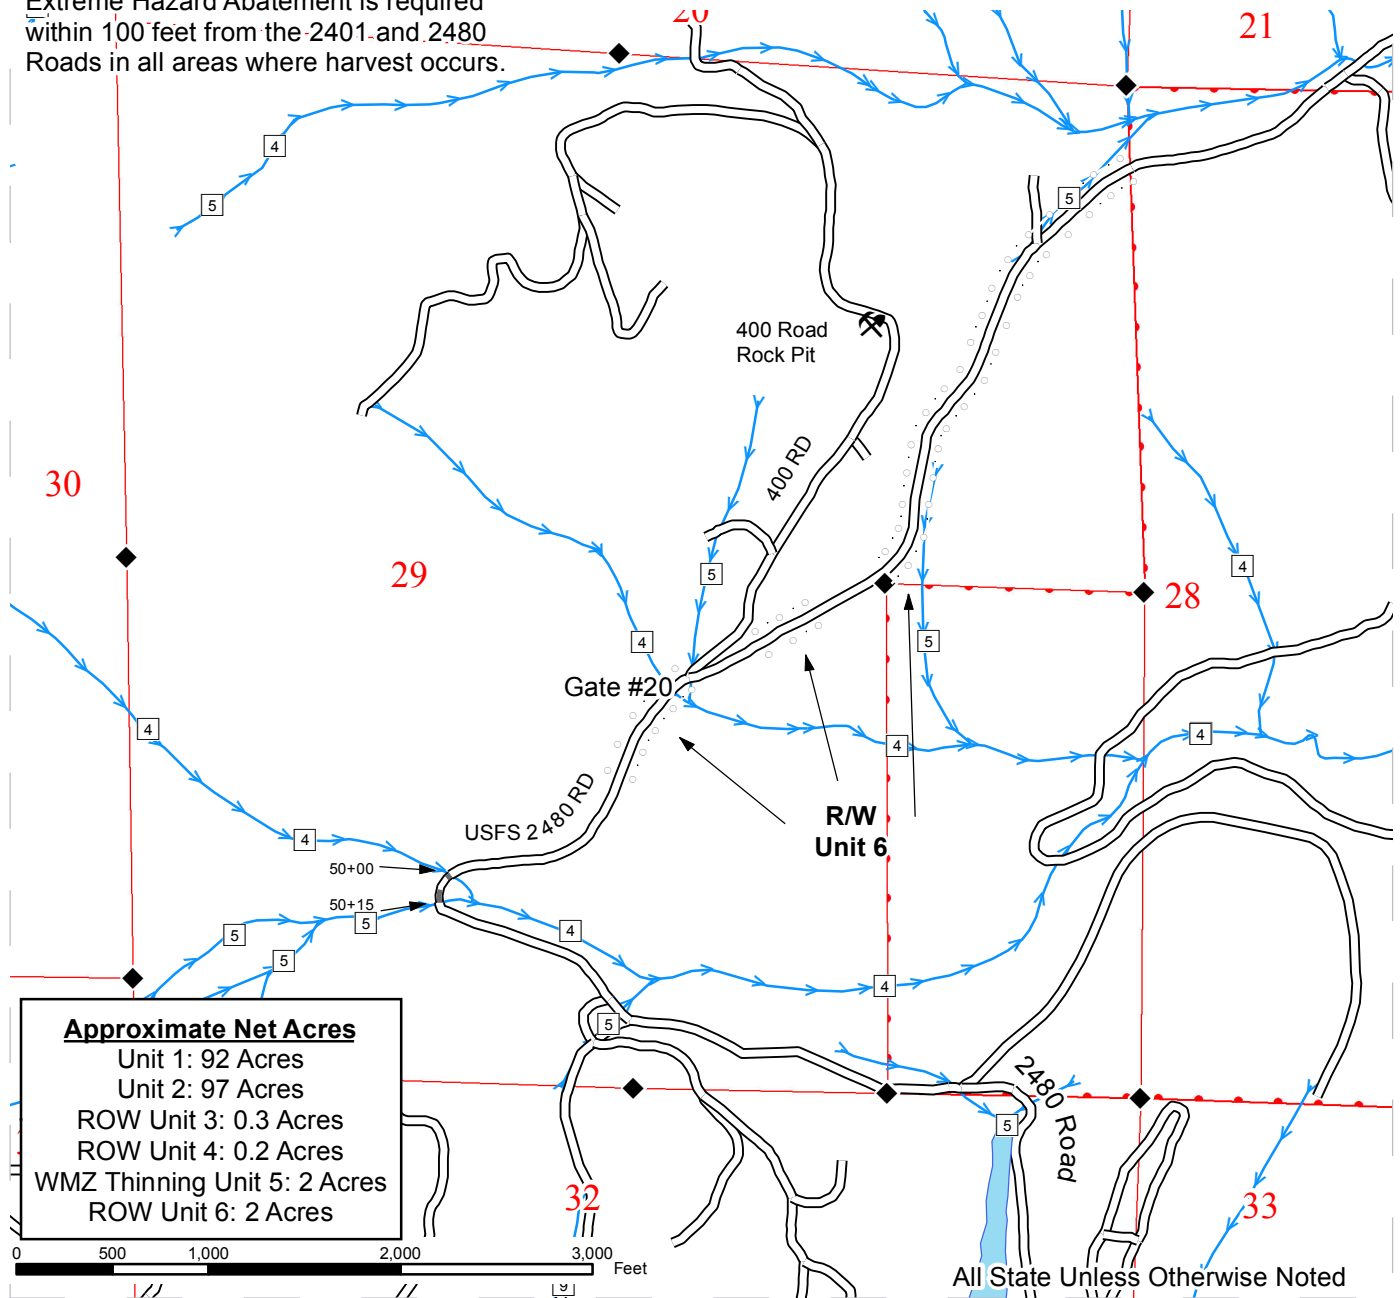 Extreme Hazard Abatement is required
within 100 feet from the 2401 and 2480
Roads in all areas where harvest occurs.
20
21
4
5
5
400 Road
Rock Pit
30
400 RD
29
5
4
28
4
5
Gate #20
4
4
4
R/W
Unit 6
USFS 2480 RD
4
50+00
50+15
5
5
4
5
4
5
2480 Road
5
32
33
Approximate Net Acres
Unit 1: 92 Acres
Unit 2: 97 Acres
ROW Unit 3: 0.3 Acres
ROW Unit 4: 0.2 Acres
WMZ Thinning Unit 5: 2 Acres
ROW Unit 6: 2 Acres
0 500 1,000 2,000 3,000
Feet
All State Unless Otherwise Noted